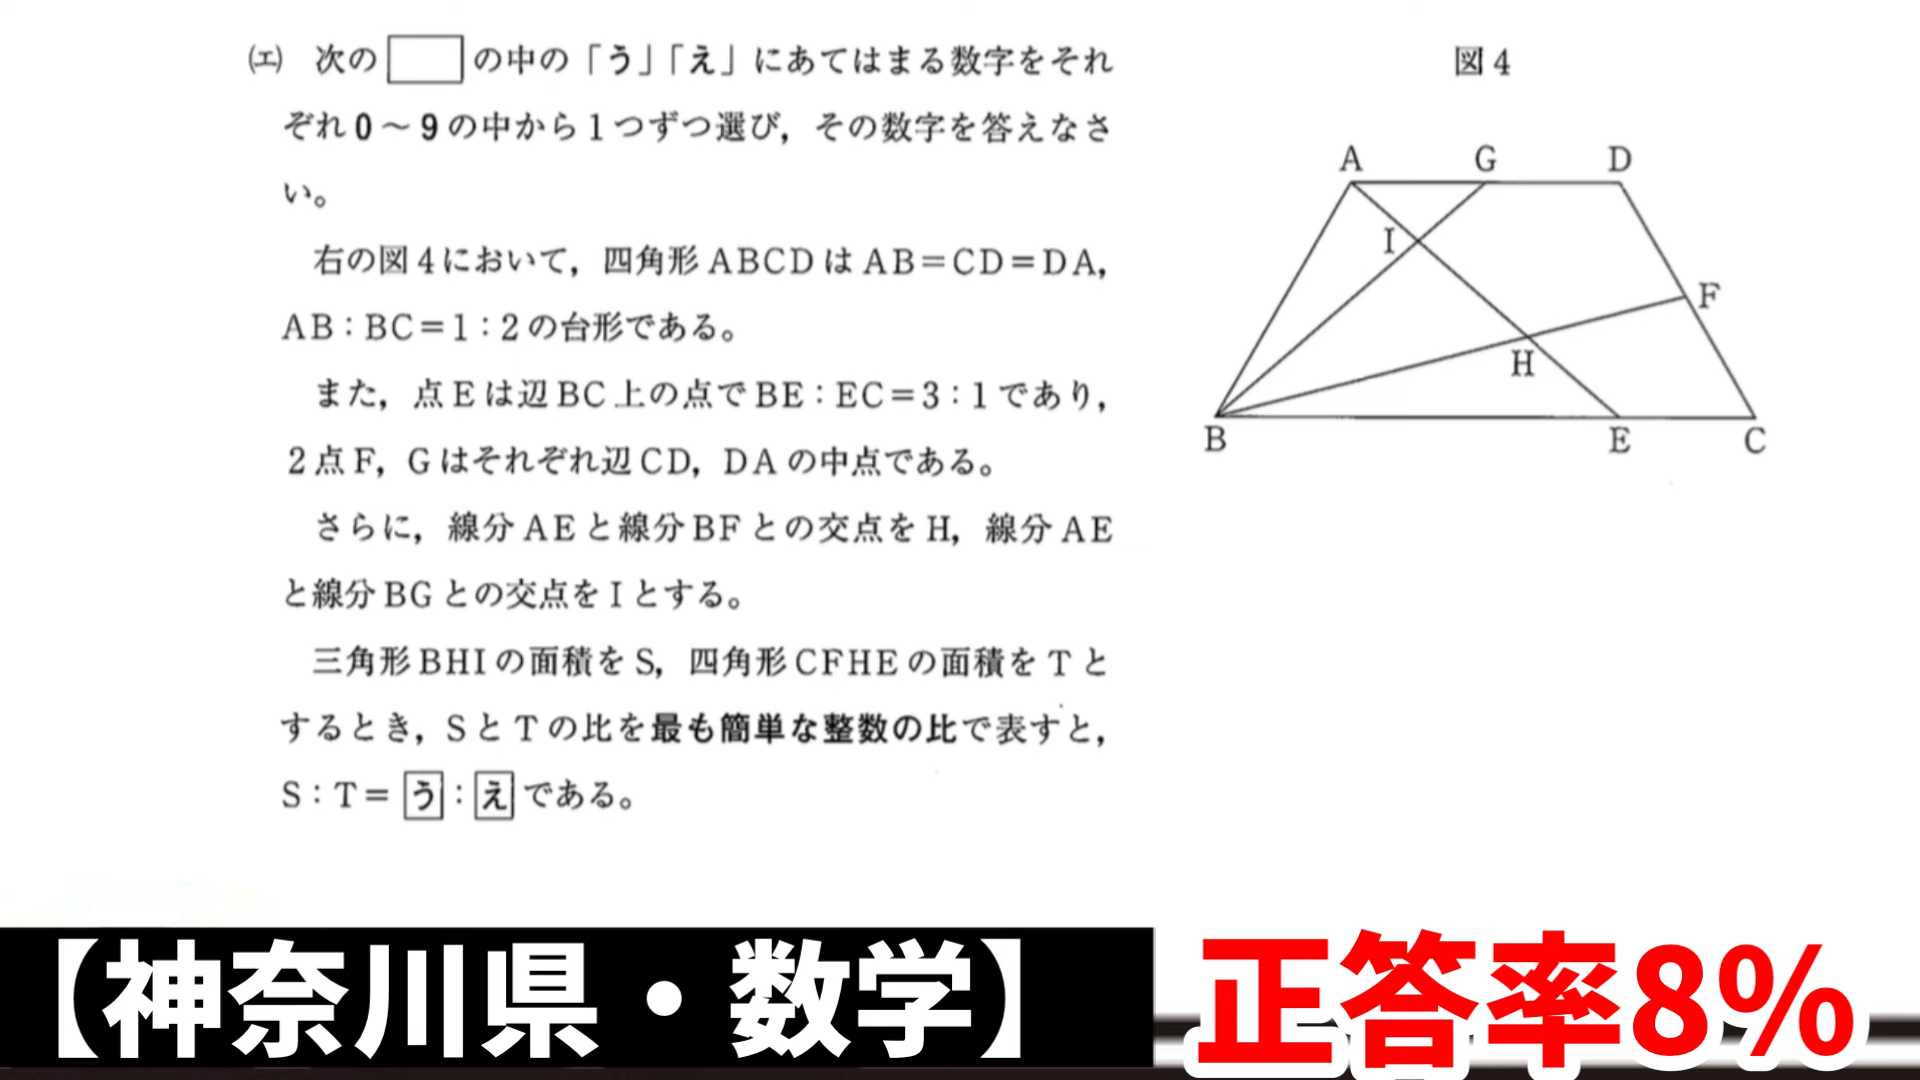 (エ) 次の　の中の「う」「え」にあてはまる数字をそれ
ぞれ0～9の中から1つずつ選び，その数字を答えなさ
い。
右の図4において，四角形ABCDはAB＝CD＝DA，
AB：BC＝1：2の台形である。
また，点Eは辺BC上の点でBE：EC＝3：1であり，
2点F，Gはそれぞれ辺CD，DAの中点である。
さらに，線分AEと線分BFとの交点をH，線分AE
と線分BGとの交点をIとする。
三角形BHIの面積をS，四角形CFHEの面積をTと
するとき，SとTの比を最も簡単な整数の比で表すと，
S：T＝う：えである。
図4
A G D
I
F
H
B E C
【神奈川県・数学】
正答率8%